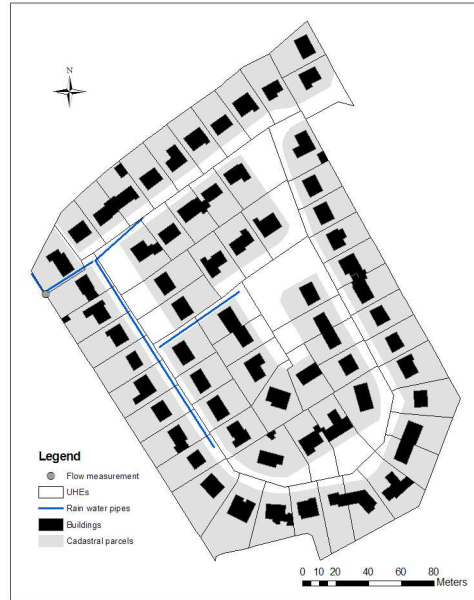 N
Legend
Flow measurement
UHEs
Rain water pipes
Buildings
Cadastral parcels
0 10 20 40 60 80
Meters